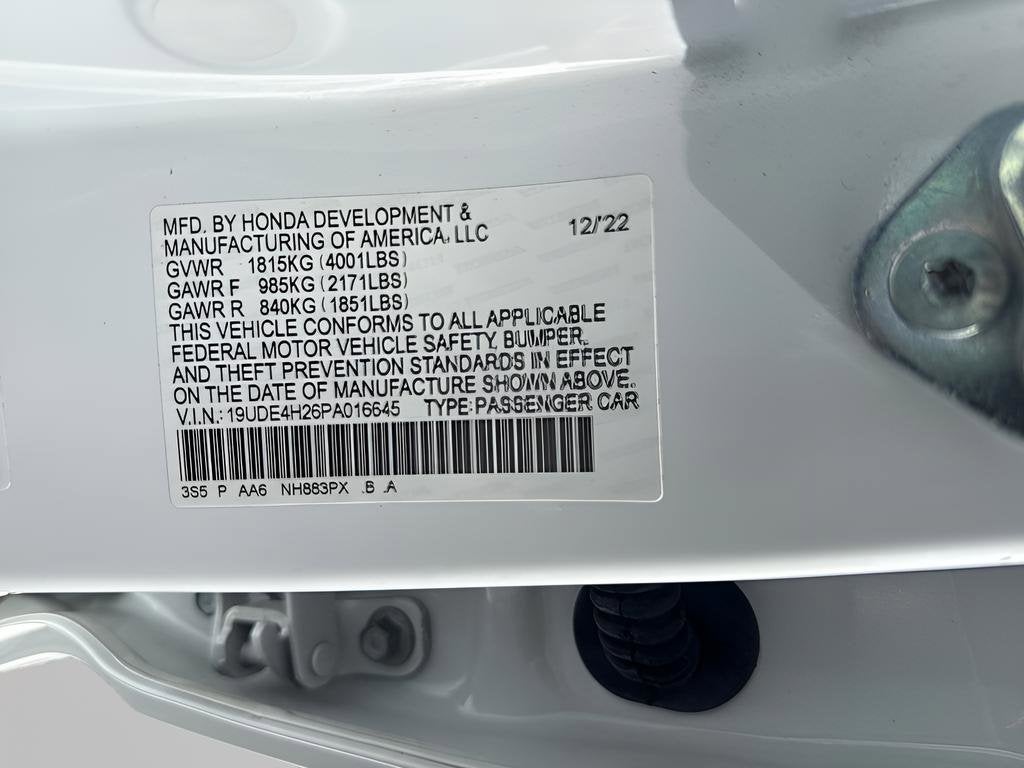 MFD. BY HONDA DEVELOPMENT & 12/'22
MANUFACTURING OF AMERICA, LLC
GVWR 1815KG (4001LBS)
GAWR F 985KG (2171LBS)
GAWR R 840KG (1851LBS)
THIS VEHICLE CONFORMS TO ALL APPLICABLE
FEDERAL MOTOR VEHICLE SAFETY, BUMPER,
AND THEFT PREVENTION STANDARDS IN EFFECT
ON THE DATE OF MANUFACTURE SHOWN ABOVE.
V.I.N.: 19UDE4H26PA016645 TYPE: PASSENGER CAR
3S5 P AA6 NH883PX .B .A